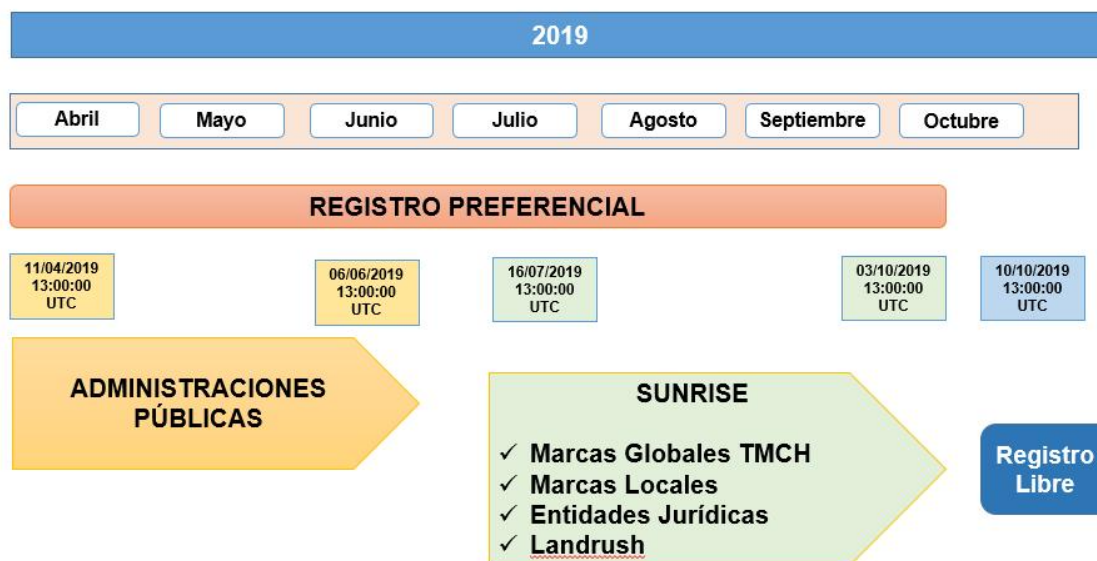 2019
Abril
Mayo
Junio
Julio
Agosto
Septiembre
Octubre
REGISTRO PREFERENCIAL
11/04/2019
13:00:00
UTC
06/06/2019
13:00:00
UTC
16/07/2019
13:00:00
UTC
03/10/2019
13:00:00
UTC
10/10/2019
13:00:00
UTC
ADMINISTRACIONES
PÚBLICAS
SUNRISE
✓ Marcas Globales TMCH
✓ Marcas Locales
✓ Entidades Jurídicas
✓ Landrush
Registro
Libre